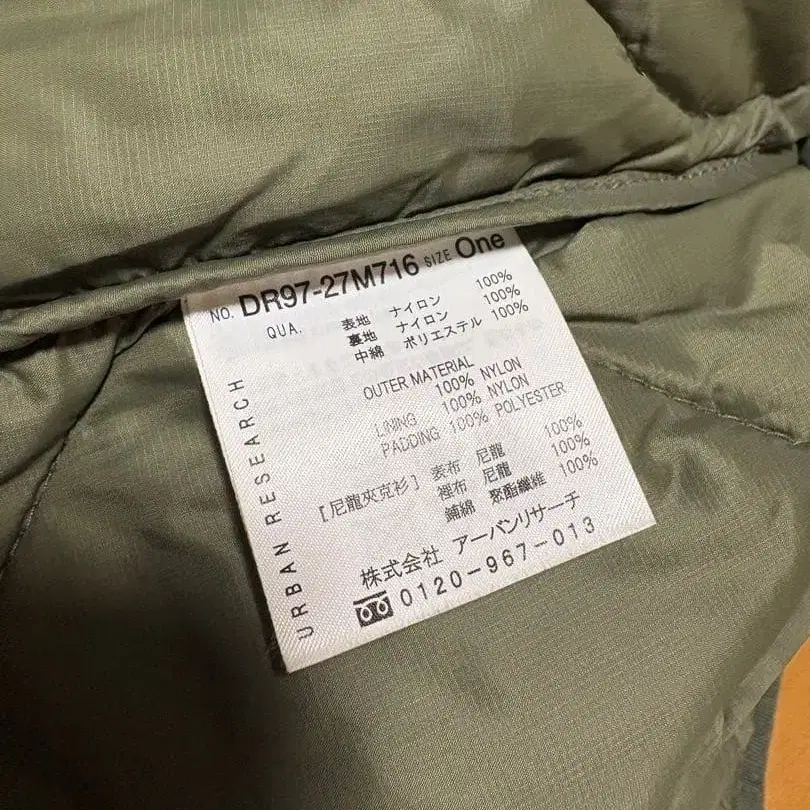 NO. DR97-27M716 SIZE One
QUA. 表地 ナイロン 100%
裏地 ナイロン 100%
中綿 ポリエステル 100%
OUTER MATERIAL
100% NYLON
LINING 100% NYLON
PADDING 100% POLYESTER
[尼龍夾克衫] 表布 尼龍 100%
裡布 尼龍 100%
鋪綿 聚酯纖維 100%
株式会社 アーバンリサーチ
0120-967-013
URBAN RESEARCH